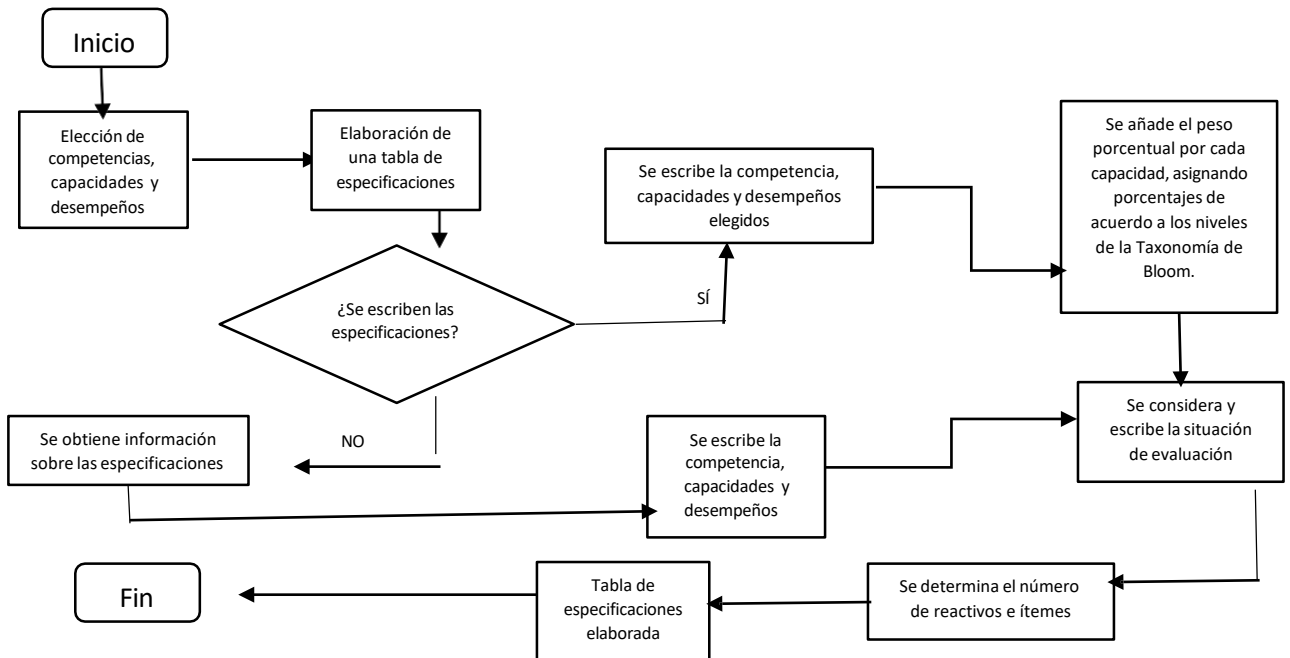 Inicio
Elección de
competencias,
capacidades y
desempeños
Elaboración de
una tabla de
especificaciones
¿Se escriben las
especificaciones?
SÍ
Se escribe la competencia,
capacidades y desempeños
elegidos
Se añade el peso
porcentual por cada
capacidad, asignando
porcentajes de
acuerdo a los niveles
de la Taxonomía de
Bloom.
NO
Se obtiene información
sobre las especificaciones
Se escribe la
competencia,
capacidades y
desempeños
Se considera y
escribe la situación
de evaluación
Se determina el número
de reactivos e ítemes
Tabla de
especificaciones
elaborada
Fin